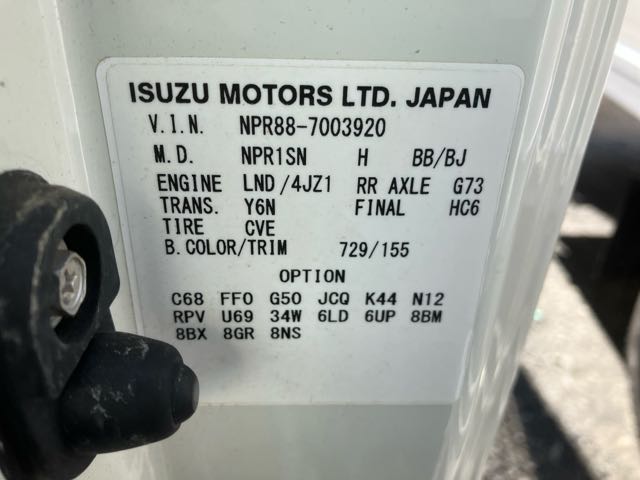 ISUZU MOTORS LTD. JAPAN
V.I.N. NPR88-7003920
M.D. NPR1SN H BB/BJ
ENGINE LND/4JZ1 RR AXLE G73
TRANS. Y6N FINAL HC6
TIRE CVE
B.COLOR/TRIM 729/155
OPTION
C68 FF0 G50 JCQ K44 N12
RPV U69 34W 6LD 6UP 8BM
8BX 8GR 8NS